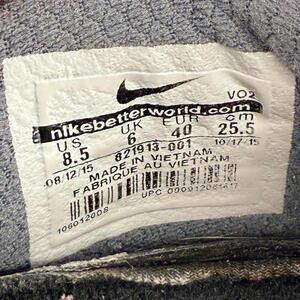 VO2
nikebetterworld.com
US UK EUR cm
8.5 6 40 25.5
821913-001
08/12/15 10/17/15
MADE IN VIETNAM
FABRIQUE AU VIETNAM